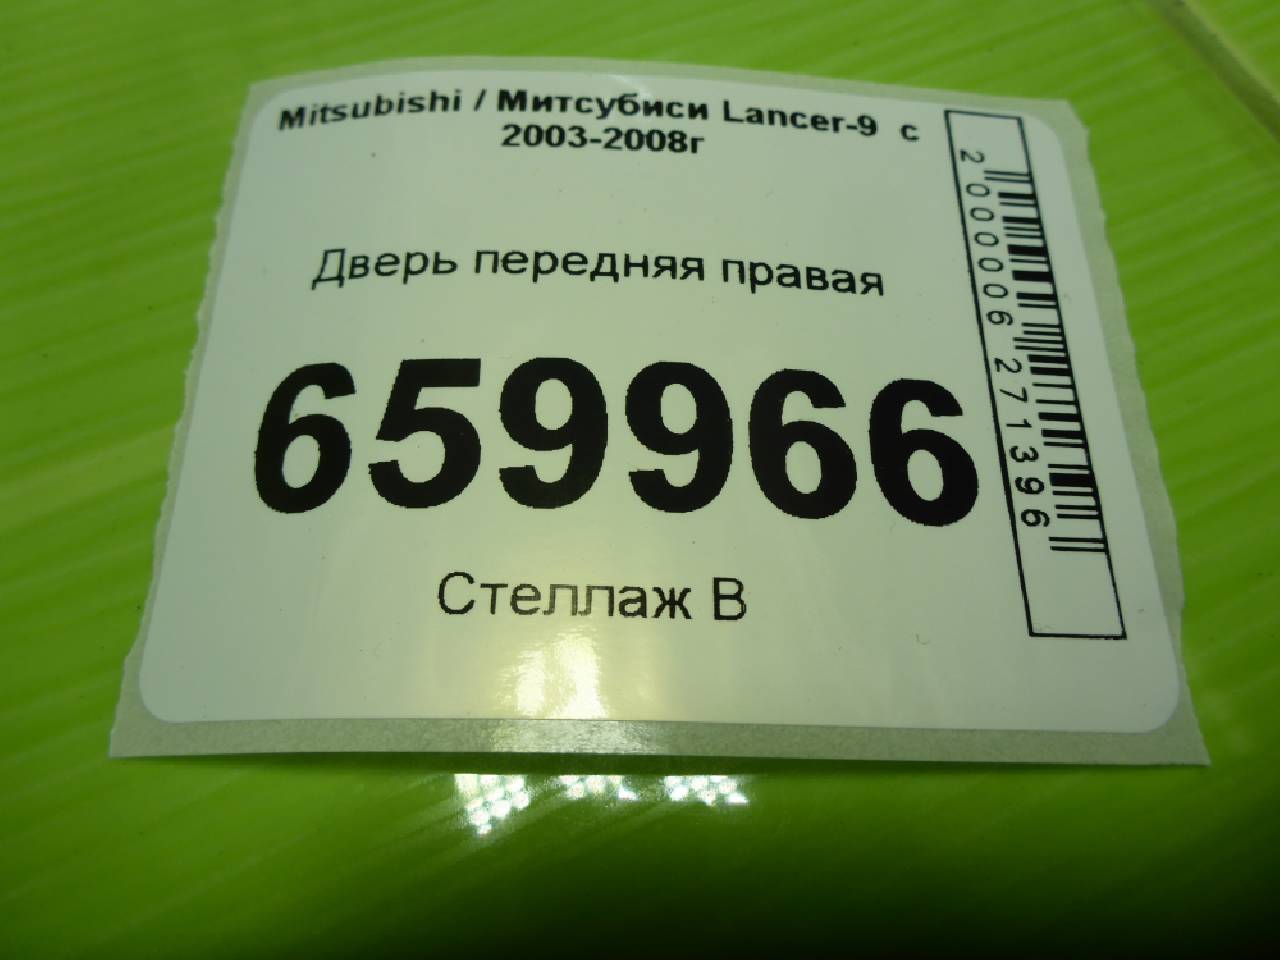 Mitsubishi / Митсубиси Lancer-9 с
2003-2008г
Дверь передняя правая
659966
Стеллаж В
2000006271396